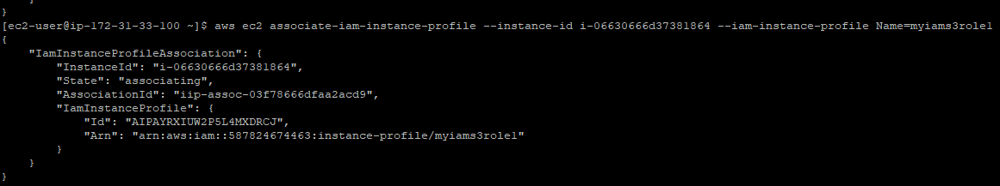 ]
}
[ec2-user@ip-172-31-33-100 ~]$ aws ec2 associate-iam-instance-profile --instance-id i-06630666d37381864 --iam-instance-profile Name=myiams3role1
{
    "IamInstanceProfileAssociation": {
        "InstanceId": "i-06630666d37381864",
        "State": "associating",
        "AssociationId": "iip-assoc-03f78666dfaa2acd9",
        "IamInstanceProfile": {
            "Id": "AIPAYRXIUW2P5L4MXDRCJ",
            "Arn": "arn:aws:iam::587824674463:instance-profile/myiams3role1"
        }
    }
}